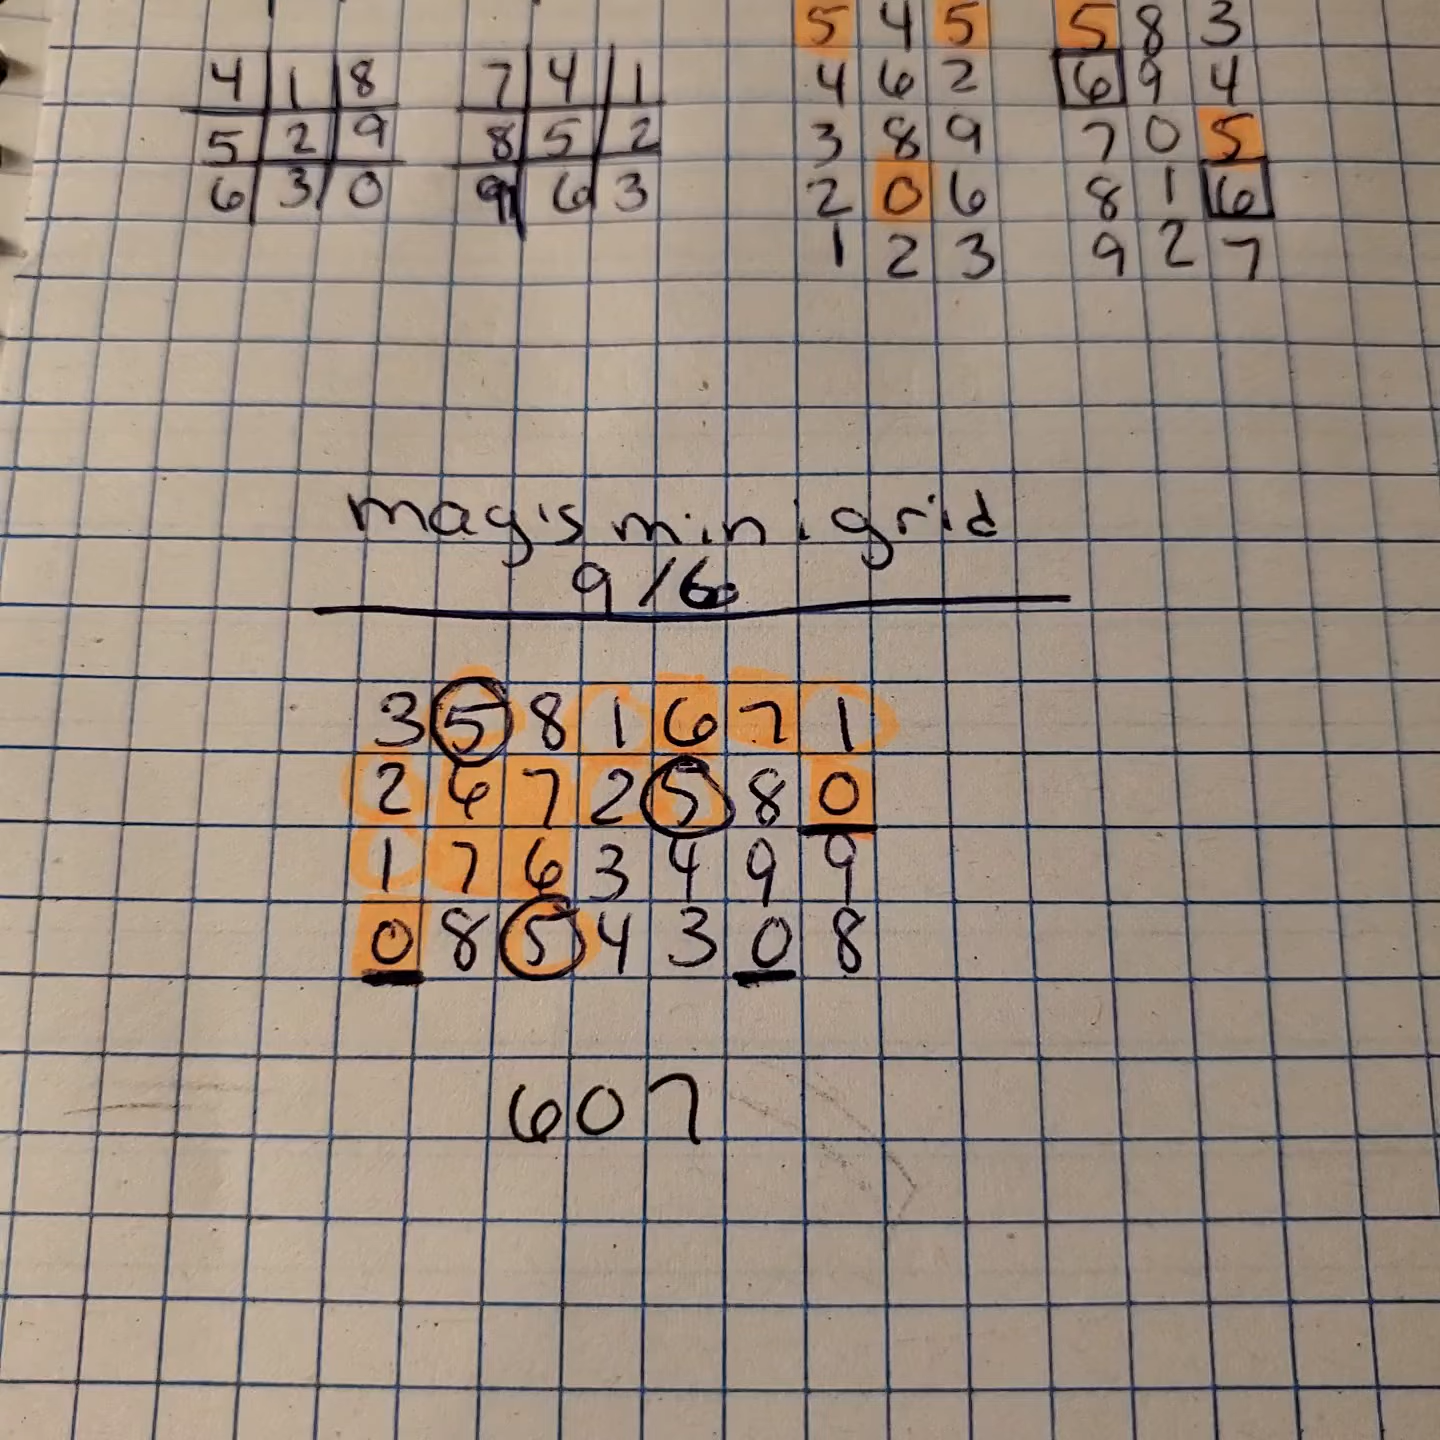 5 4 5 5 8 3
4 1 8 7 4 1 4 6 2 6 9 4
5 2 9 8 5 2 3 8 9 7 0 5
6 3 0 9 6 3 2 0 6 8 1 6
1 2 3 9 2 7
mag's mini grid
9/6
3 5 8 1 6 7 1
2 6 7 2 5 8 0
1 7 6 3 4 9 9
0 8 5 4 3 0 8
607